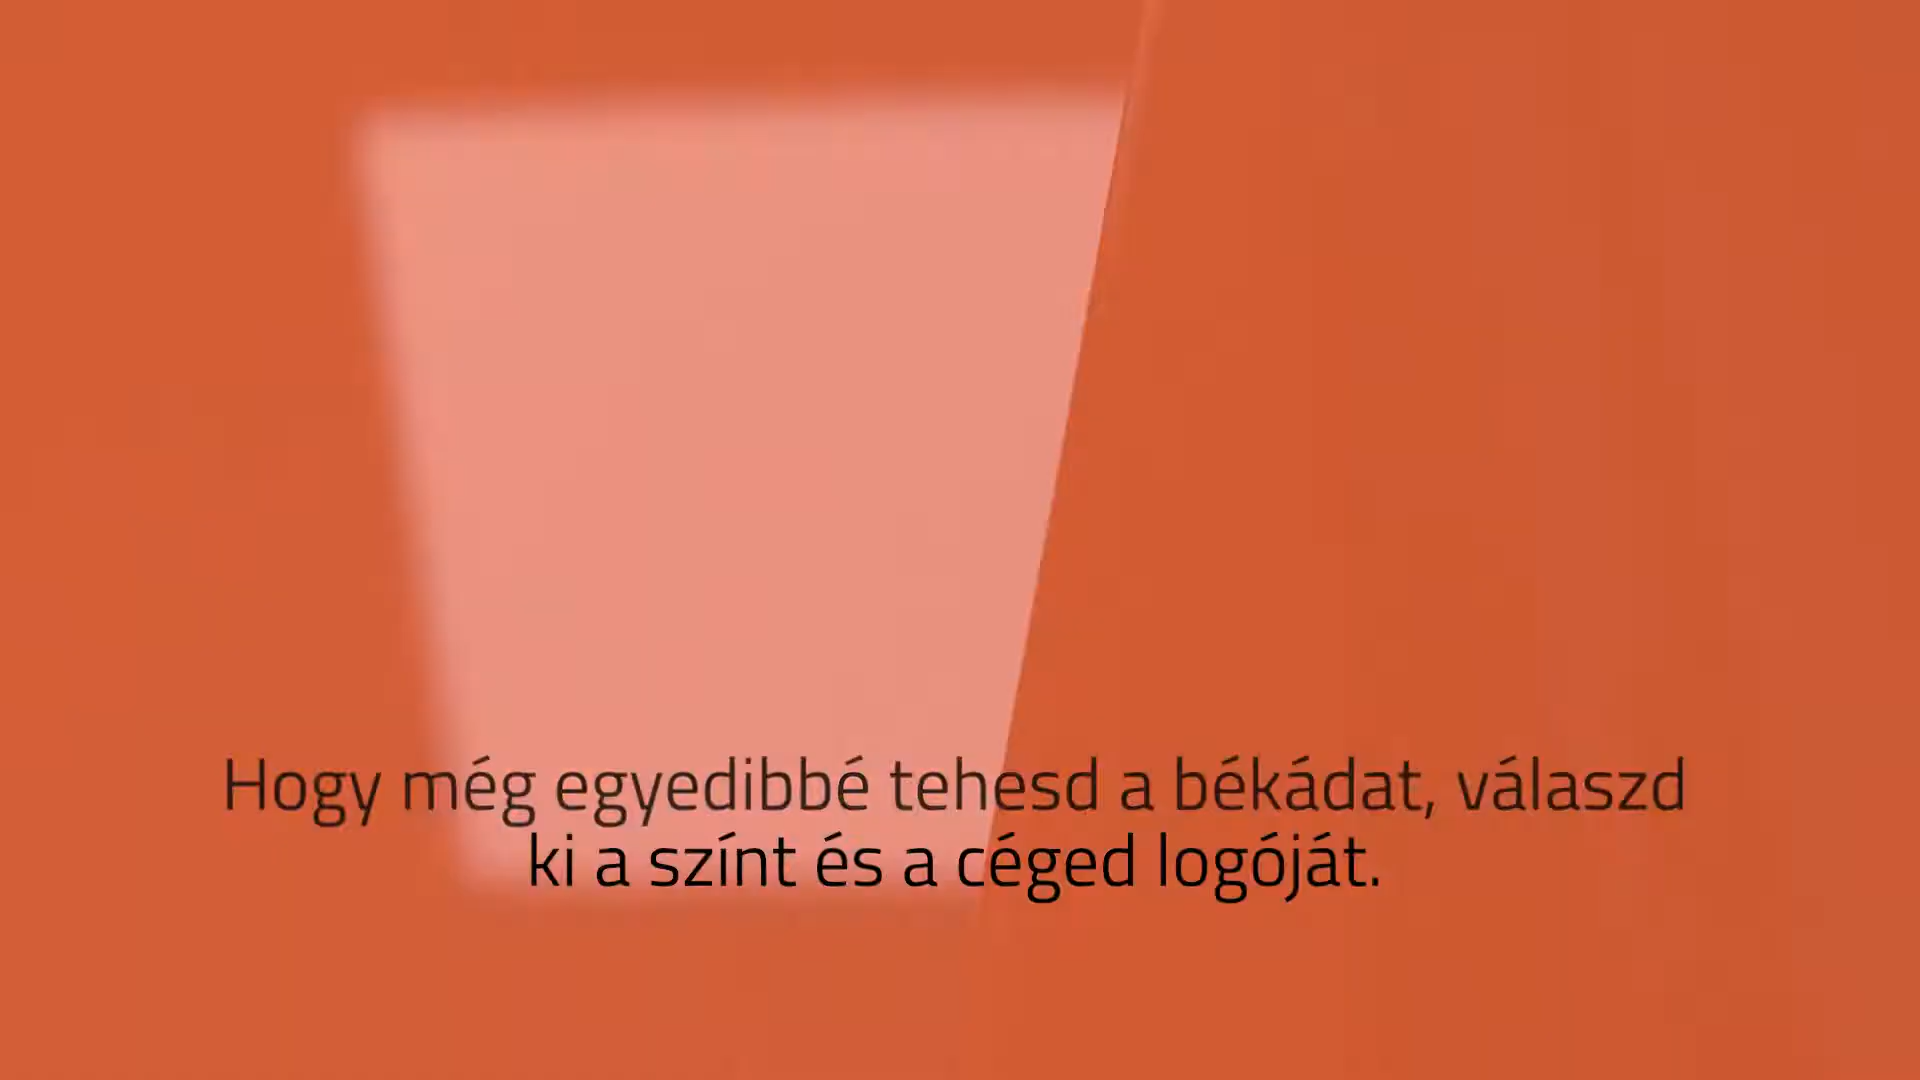 Hogy még egyedibbé tehesd a békádat, válaszd
ki a színt és a céged logóját.